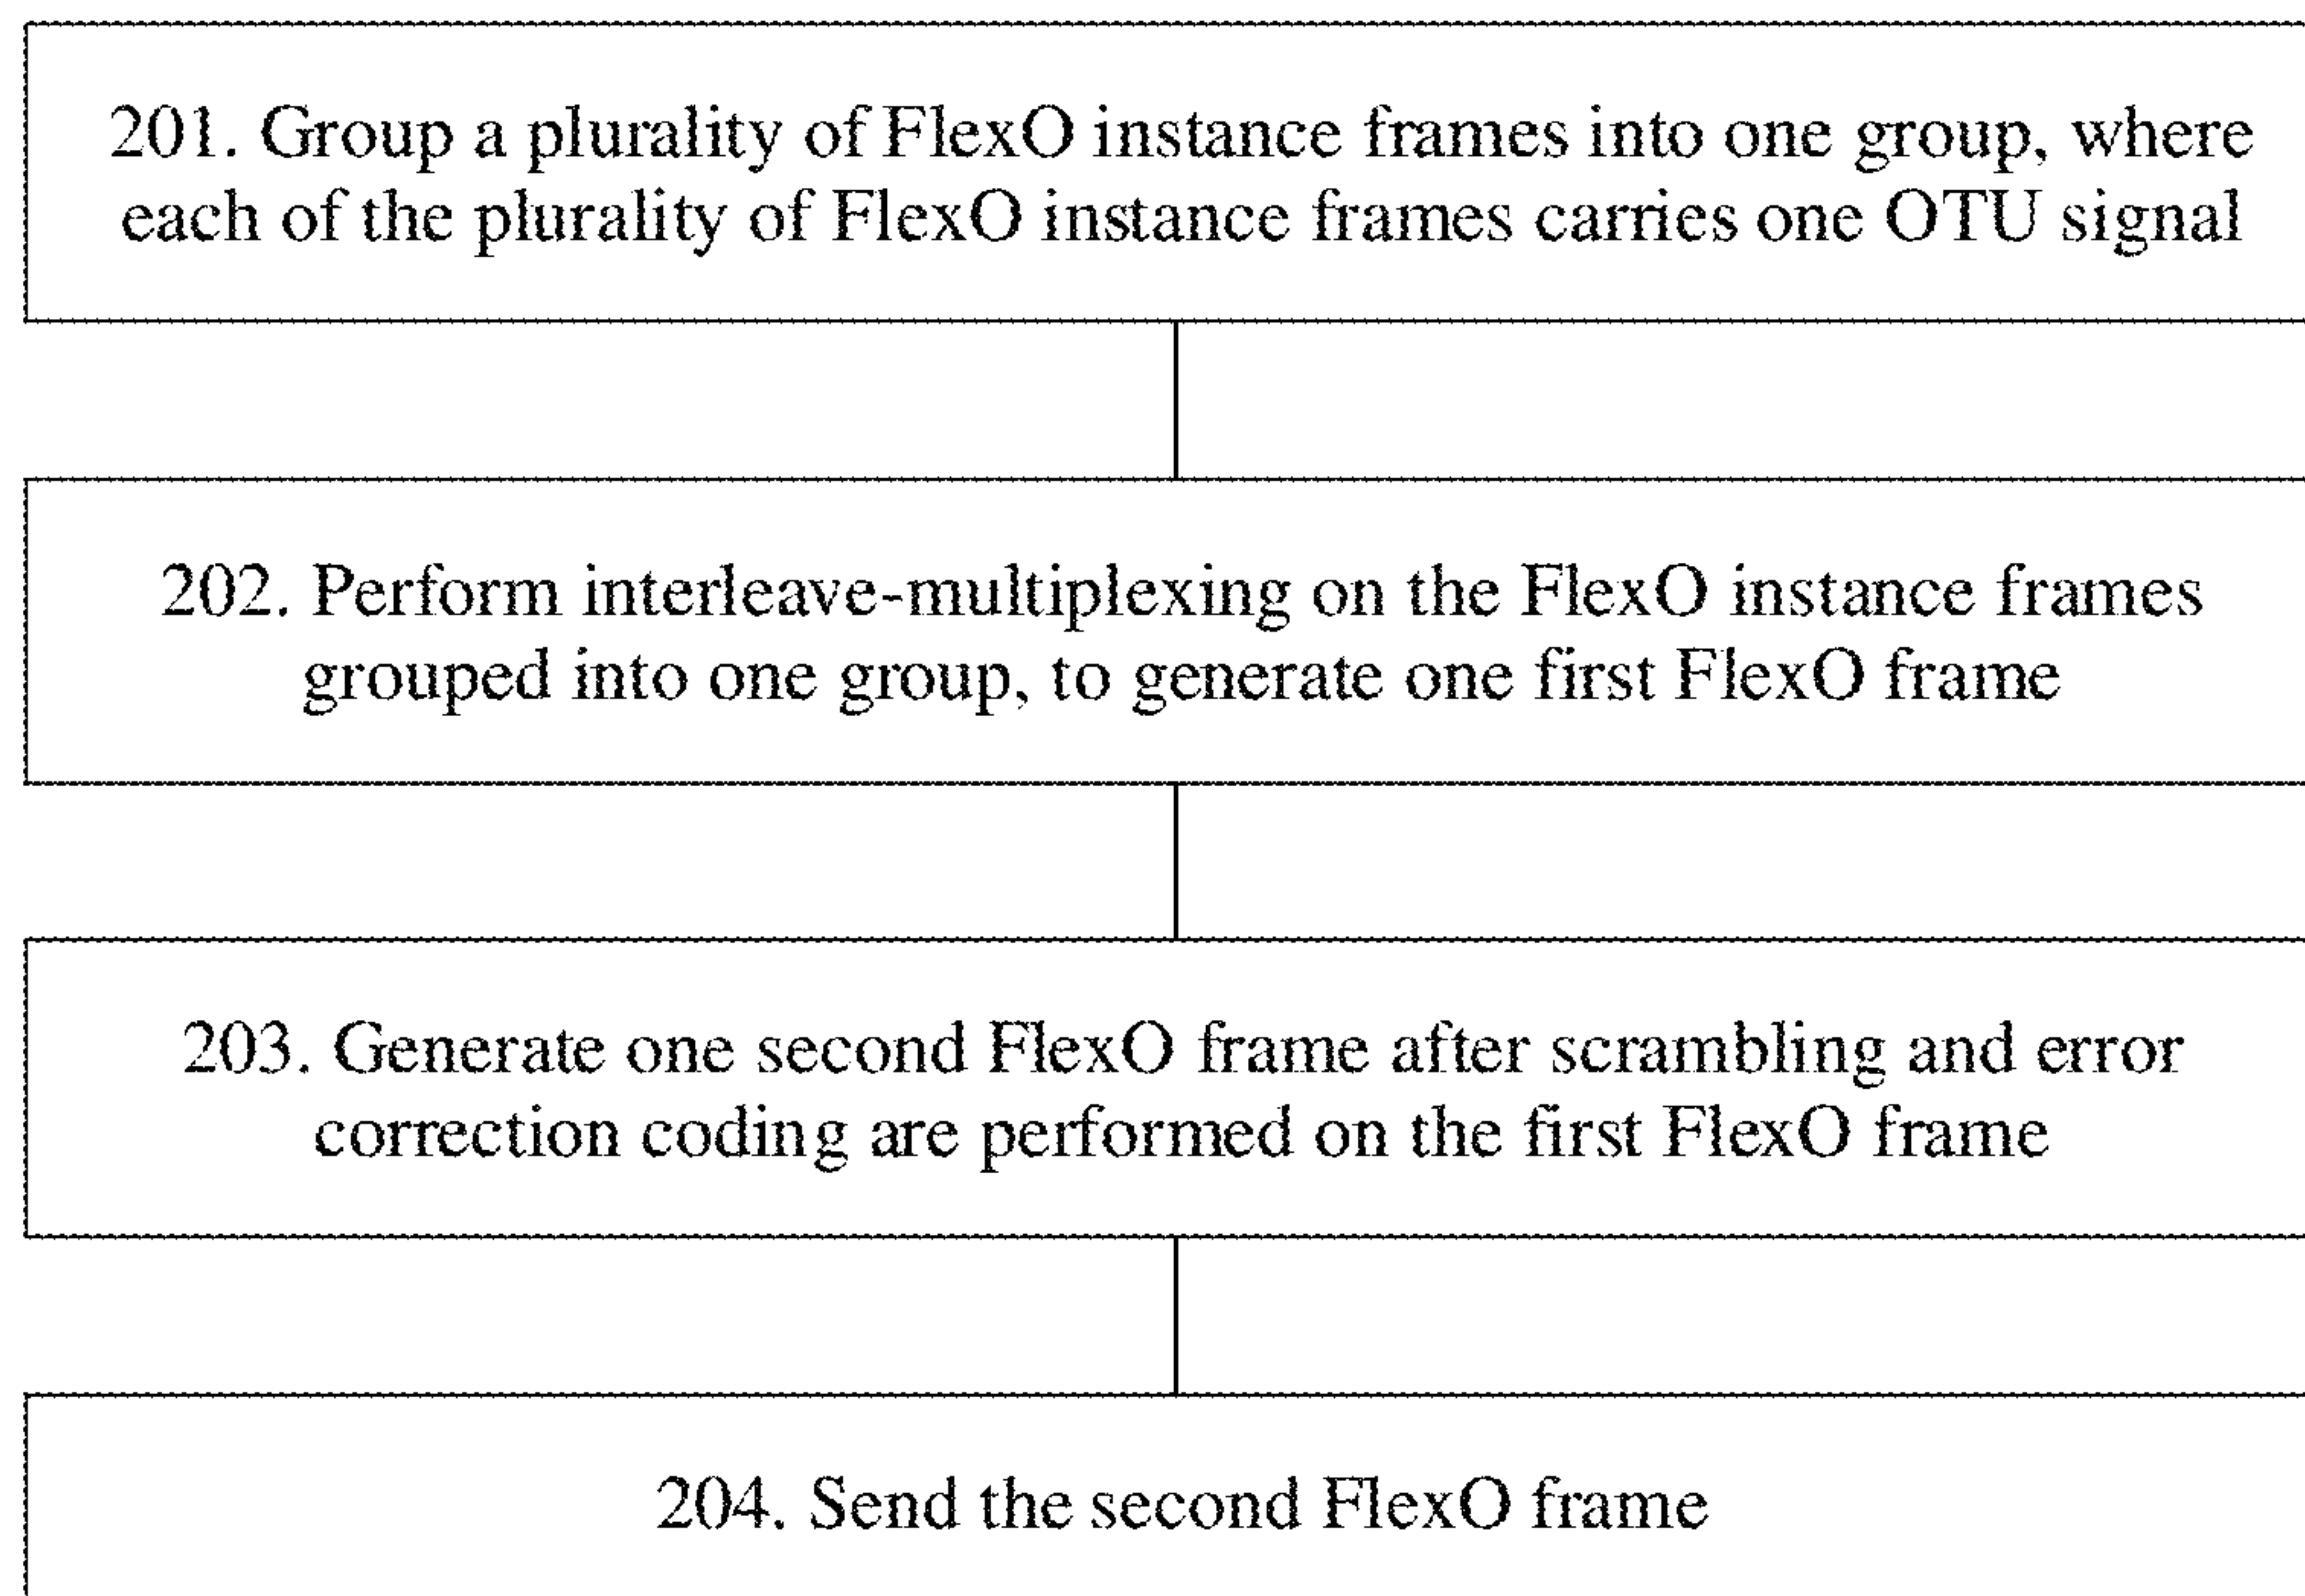 201. Group a plurality of FlexO instance frames into one group, where
each of the plurality of FlexO instance frames carries one OTU signal
202. Perform interleave-multiplexing on the FlexO instance frames
grouped into one group, to generate one first FlexO frame
203. Generate one second FlexO frame after scrambling and error
correction coding are performed on the first FlexO frame
204. Send the second FlexO frame